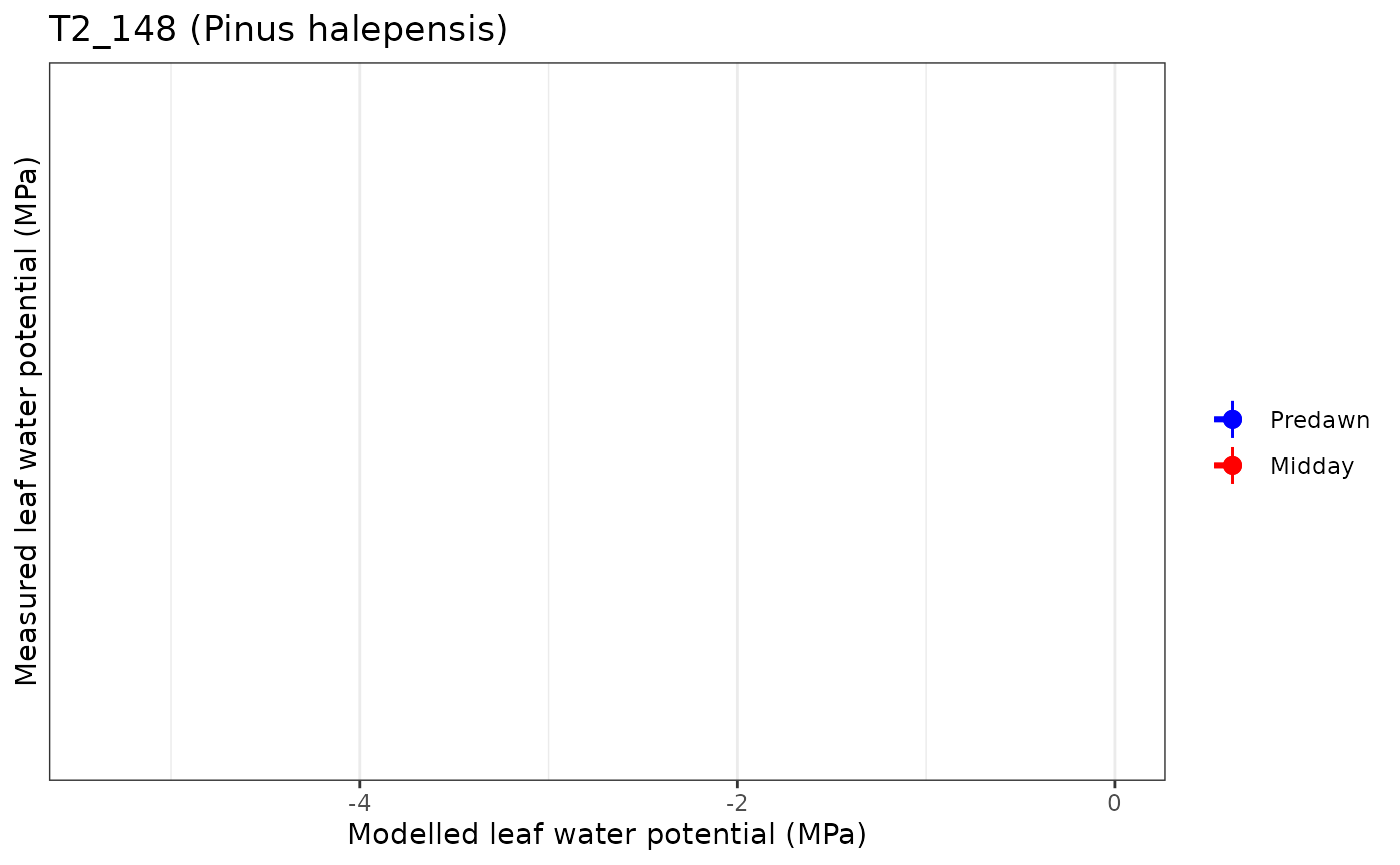 T2_148 (Pinus halepensis)
Measured leaf water potential (MPa)
Predawn
Midday
-4
-2
0
Modelled leaf water potential (MPa)